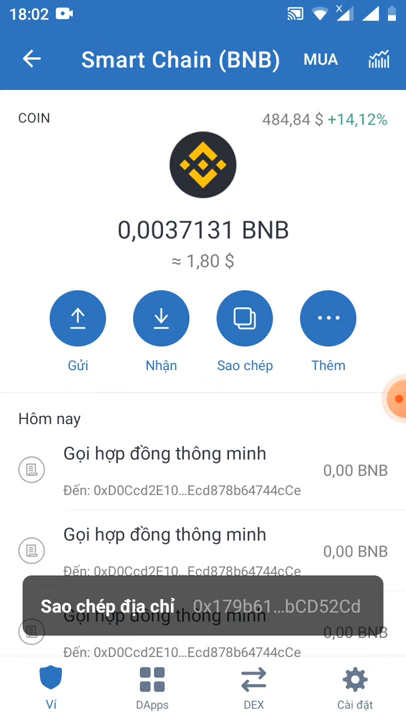 18:02
Smart Chain (BNB) MUA
COIN 484,84 $ +14,12%
0,0037131 BNB
≈ 1,80 $
Gửi Nhận Sao chép Thêm
Hôm nay
Gọi hợp đồng thông minh 0,00 BNB
Đến: 0xD0Ccd2E10...Ecd878b64744cCe
Gọi hợp đồng thông minh 0,00 BNB
Đến: 0xD0Ccd2E10...Ecd878b64744cCe
Sao chép địa chỉ 0x179b61...bCD52Cd
Gọi hợp đồng thông minh 0,00 BNB
Đến: 0xD0Ccd2E10...Ecd878b64744cCe
Ví DApps DEX Cài đặt